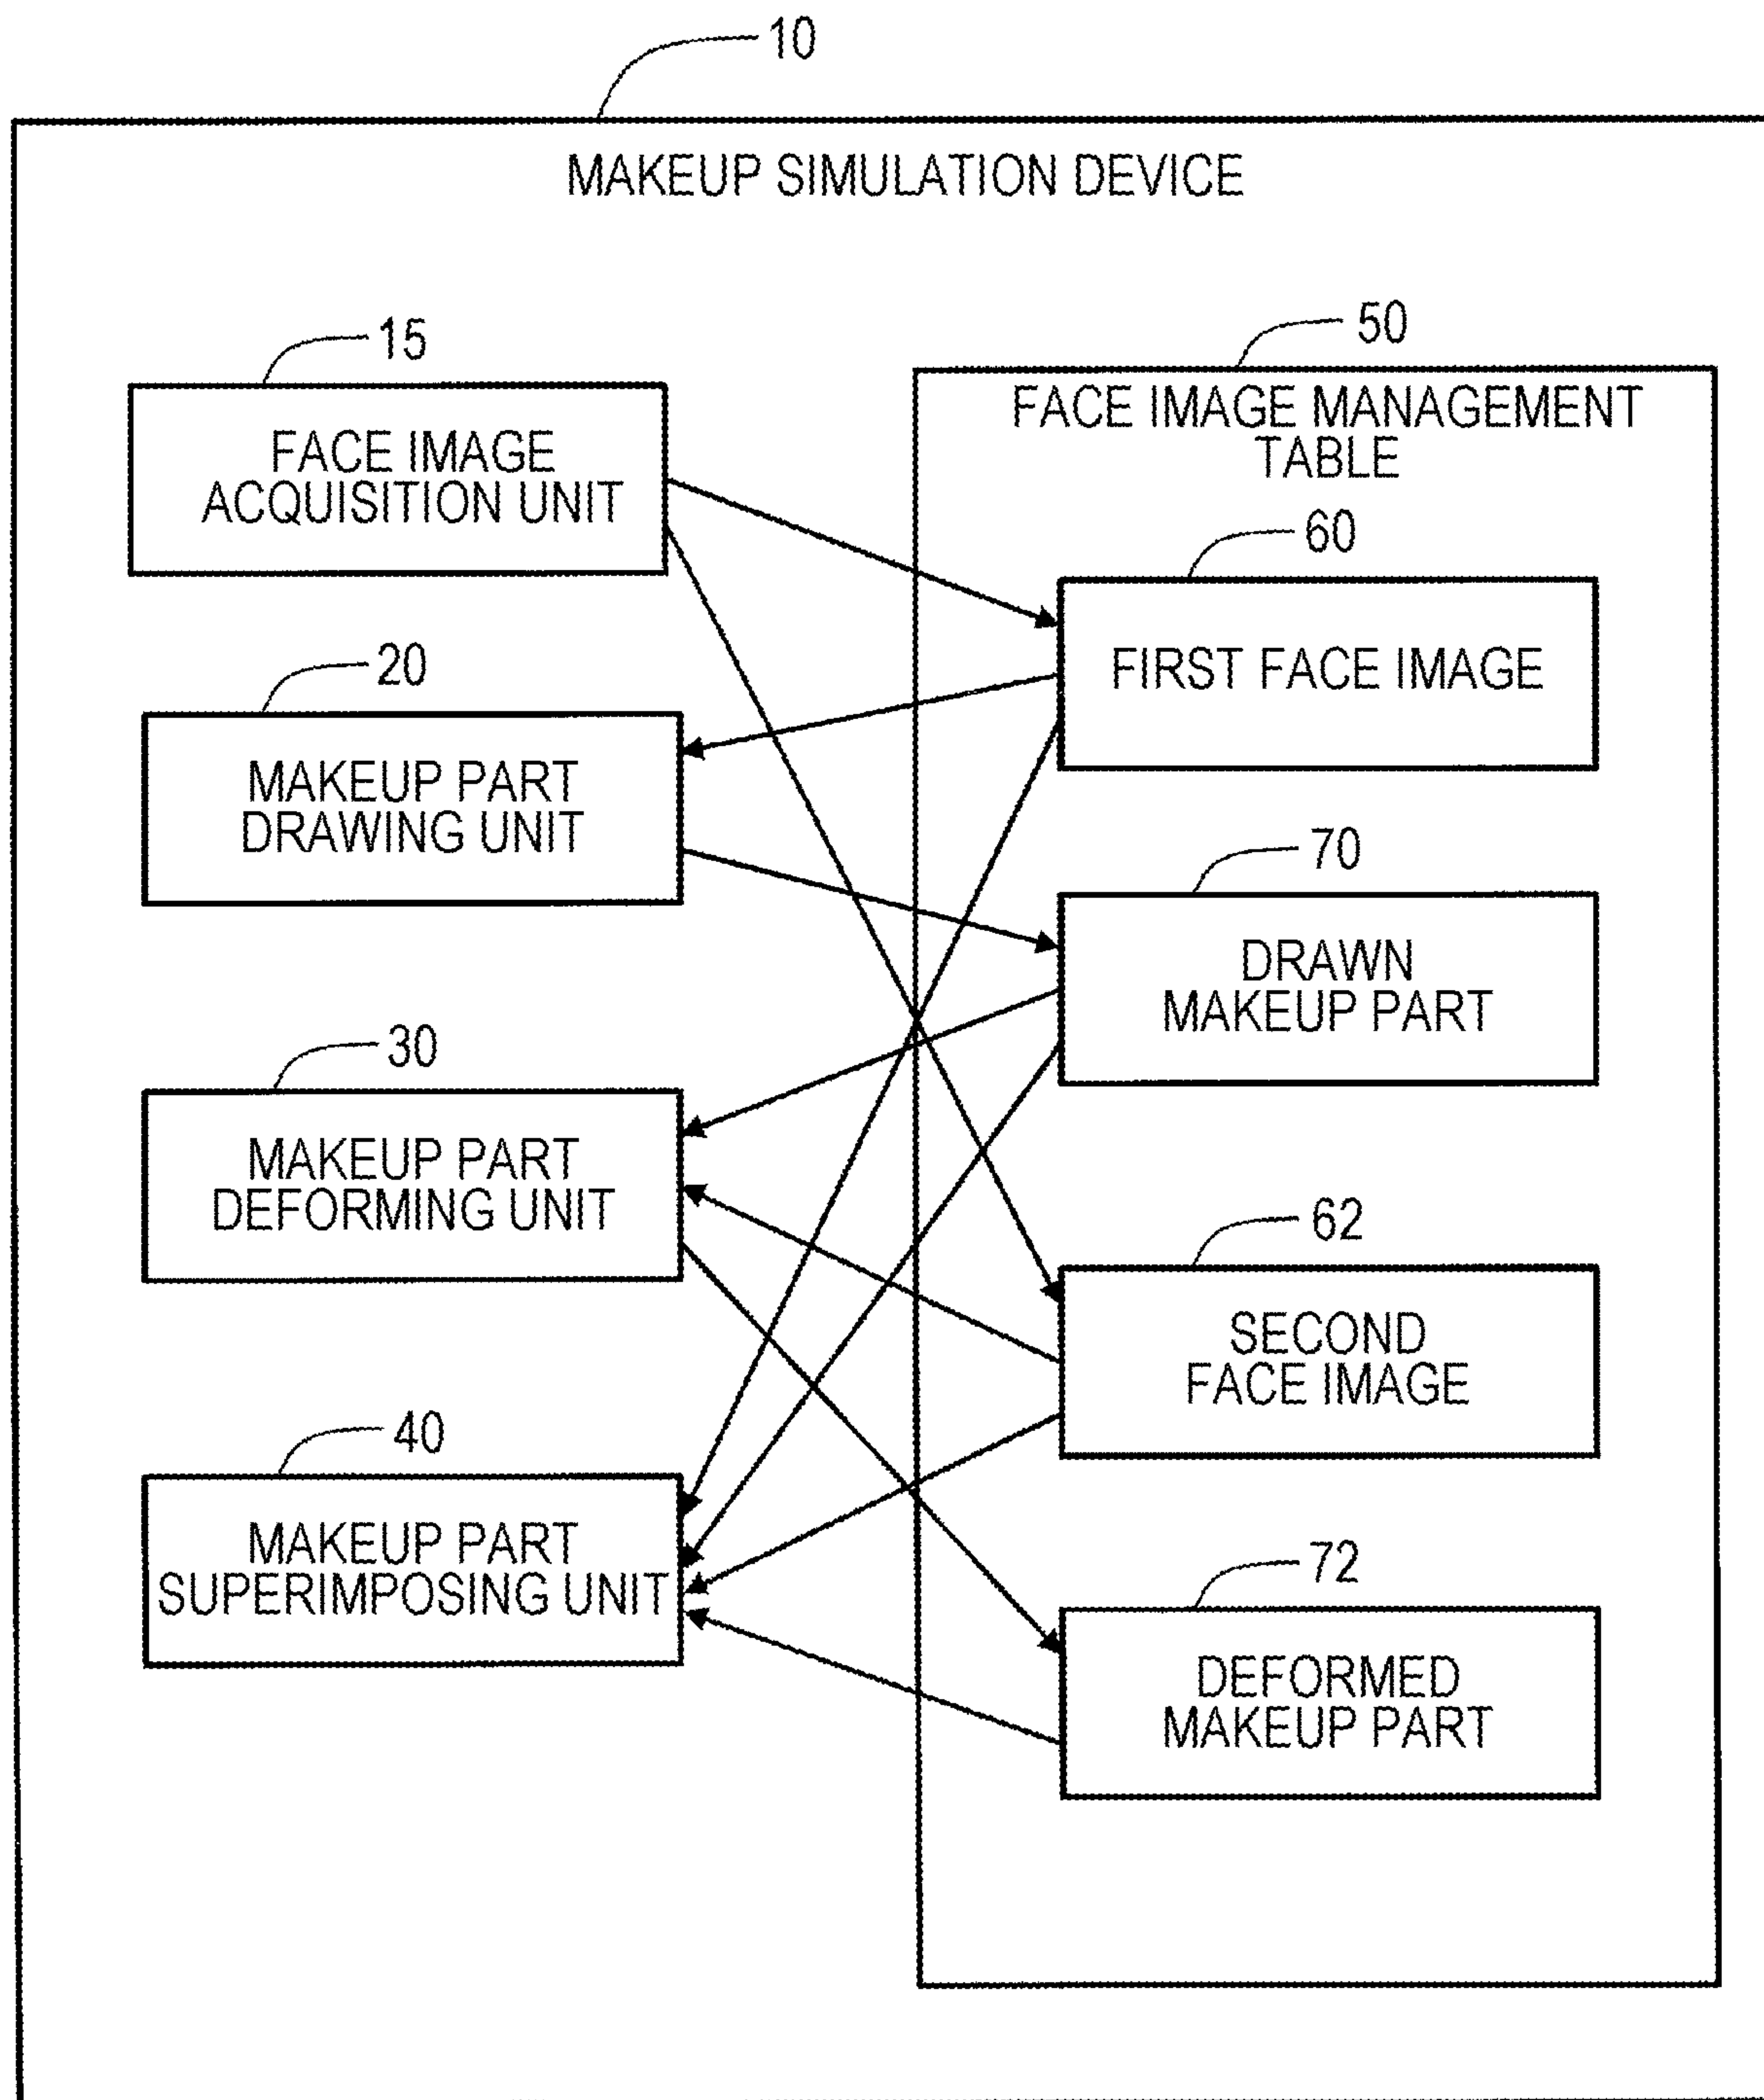 10
MAKEUP SIMULATION DEVICE
15
FACE IMAGE
ACQUISITION UNIT
20
MAKEUP PART
DRAWING UNIT
30
MAKEUP PART
DEFORMING UNIT
40
MAKEUP PART
SUPERIMPOSING UNIT
50
FACE IMAGE MANAGEMENT
TABLE
60
FIRST FACE IMAGE
70
DRAWN
MAKEUP PART
62
SECOND
FACE IMAGE
72
DEFORMED
MAKEUP PART